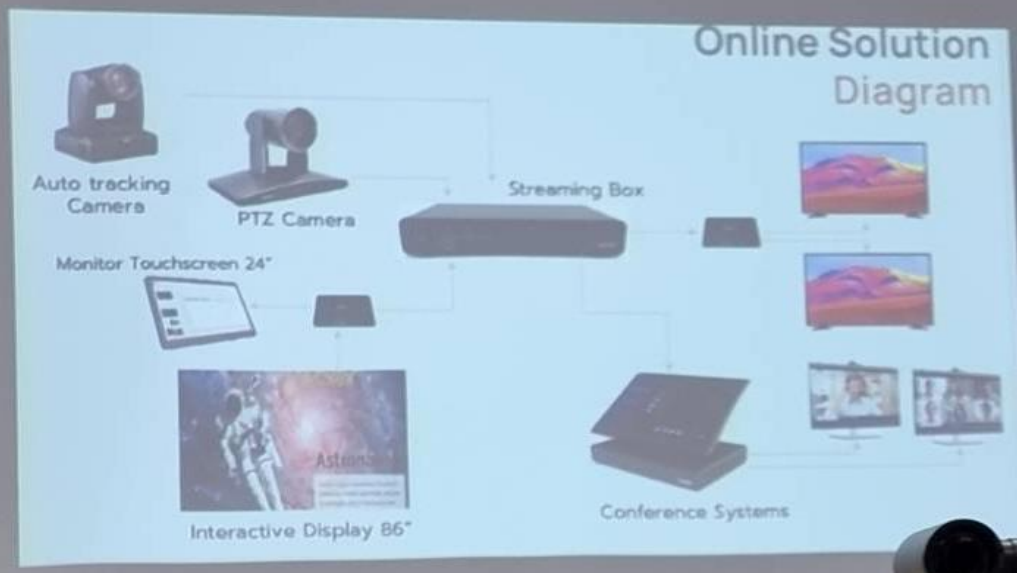 Online Solution
Diagram
Auto tracking
Camera
PTZ Camera
Streaming Box
Monitor Touchscreen 24"
Interactive Display 86"
Conference Systems